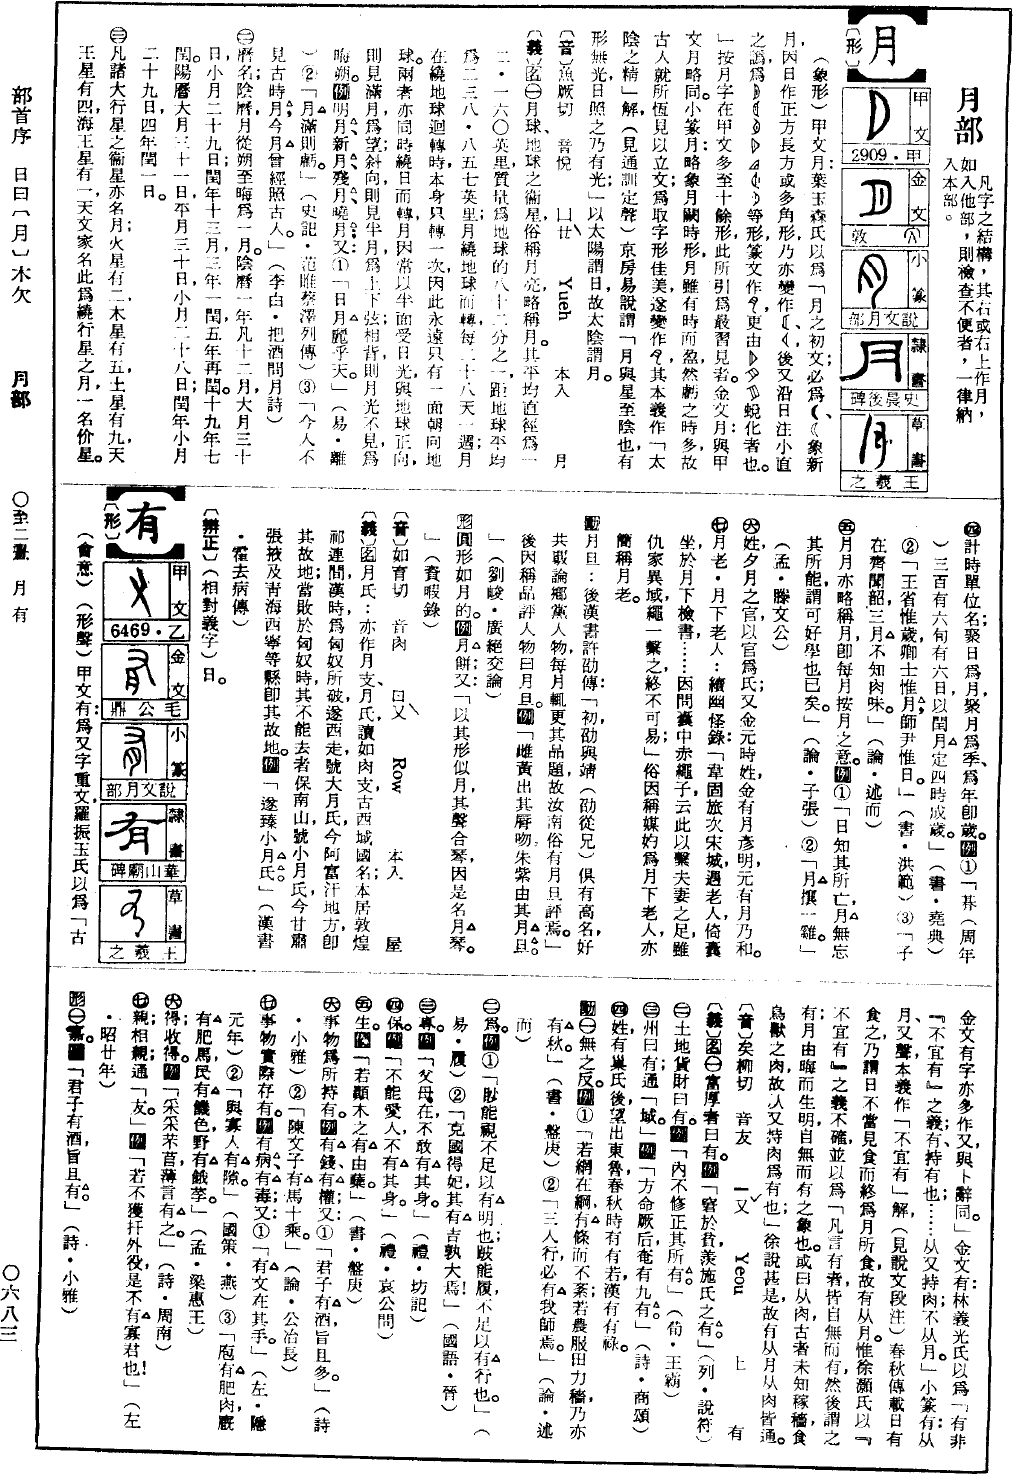 月部
凡字之結構，其右或右上作月，
如入他部，則檢查不便者，一律納
入本部。
【月】
甲文
2909．甲
金文
敦
小篆
部月文說
隸書
碑後晨史
草書
之羲王
〔形〕
（象形）甲文月：葉玉森氏以為「月之初文必為
象新
月，因日作正方長方或多角形，乃亦變作
後又沿日注小直
之譌，為
等形，篆文作
更由
蛻化者也。
」按月字在甲文多至十餘形，此所引為最習見者。金文月與甲
文月略同。小篆月：略象月闕時形，月雖有時而盈，然虧之時多，故
古人就所恆見以立文，為取字形佳美，遂變作
其本義作「太
陰之精」解，（見通訓定聲）京房易說謂「月與星至陰也，有
形無光，日照之乃有光」，以太陽謂日，故太陰謂月。
〔音〕魚厥切　音悅　ㄩㄝˋ　Yueh　本入　月
〔義〕名㊀月球，地球之衛星，俗稱月亮，略稱月。其平均直徑為一
二．一六〇英里，質量為地球的八十二分之一，距地球平均
為二三八．八五七英里；月繞地球而轉，每二十八天一週，月
在繞地球迴轉時，本身只轉一次，因此永遠只有一面朝向地
球。兩者亦同時繞日而轉。月因常以半面受日光，與地球正向，
則見滿月為望，斜向則見半月，為上下弦，相背則月光不見為
晦朔。例明月、新月、殘月、曉月；又：①「日月麗乎天。」（易．離
）②「月滿則虧。」（史記．范雎蔡澤列傳）③「今人不
見古時月，今月曾經照古人。」（李白．把酒問月詩）
㊁曆名：陰曆月從朔至晦為一月。陰曆一年凡十二月，大月三十
日，小月二十九日；閏年十三月，三年一閏，五年再閏，十九年七
閏。陽曆大月三十一日，平月三十日，小月二十八日；閏年小月
二十九日，四年閏一日。
㊂凡諸大行星之衛星亦名月；火星有二，木星有五，土星有九，天
王星有四，海王星有一，天文家名此為繞行星之月，一名价星。
㊃計時單位名：聚日為月，聚月為季、為年，即歲。例①「朞（周年
）三百有六旬有六日，以閏月定四時成歲。」（書．堯典）
②「王省惟歲，卿士惟月，師尹惟日。」（書．洪範）③「子
在齊聞韶，三月不知肉味。」（論．述而）
㊄月月亦略稱月，即每月按月之意。例①「日知其所亡，月無忘
其所能，謂可好學也已矣。」（論．子張）②「月攘一雞。」
（孟．滕文公）
㊅姓，夕月之官，以官為氏；又金元時姓，金有月彥明，元有月乃和。
㊆月老．月下老人：續幽怪錄：「韋固旅次宋城，遇老人倚囊
坐於月下檢書……因問囊中赤繩子，云此以繫夫妻之足，雖
仇家異域，繩一繫之，終不可易」，俗因稱媒妁為月下老人，亦
簡稱月老。
動月旦：後漢書許劭傳：「初，劭與靖（劭從兄）俱有高名，好
共覈論鄉黨人物，每月輒更其品題，故汝南俗有月旦評焉。」
後因稱品評人物曰月旦。例「雌黃出其脣吻，朱紫由其月旦。
」（劉峻．廣絕交論）
形圓形如月的。例月餅；又「以其形似月，其聲合琴，因是名月琴。
」（資暇錄）
〔音〕如育切　音肉　ㄖㄡˋ　Row　本入　屋
〔義〕名月氏：亦作月支，月氏讀如肉支，古西域國名，本居敦煌
祁連間，漢時為匈奴所破，遂西走，號大月氏，今阿富汗地方即
其故地；當敗於匈奴時，其不能去者保南山，號小月氏，今甘肅
張掖及青海西寧等縣即其故地。例「遂臻小月氏。」（漢書
．霍去病傳）
〔辨正〕（相對義字）日。
【有】
甲文
6469．乙
金文
鼎公毛
小篆
部月文說
隸書
碑廟山華
草書
之羲王
〔形〕
（會意）（形聲）甲文有：為又字重文，羅振玉氏以為「古
金文有字亦多作又，與卜辭同。」金文有：林義光氏以為「有非
『不宜有』之義，有，持有也……从又持肉不从月。」小篆有：从
月又聲，本義作「不宜有」解，（見說文段注）春秋傳載日有
食之，乃謂日不當見食而終為月所食，故有从月。惟徐灝氏以『
不宜有』之義不確，並以為「凡言有者，皆自無而有，然後謂之
有。月由晦而生明，自無而有之象也。或曰从肉，古者未知稼穡，食
鳥獸之肉，故从又持肉為有也」徐說甚是，故有从月从肉皆通。
〔音〕矣柳切　音友　ㄧㄡˇ　Yeou　上　有
〔義〕名㊀富厚者曰有。例「窘於貧，羨施氏之有。」（列．說符）
㊁土地貨財曰有。例「內不修正其所有。」（荀．王霸）
㊂州曰有；通「域」。例「方命厥后，奄有九有。」（詩．商頌）
㊃姓，有巢氏後，望出東魯，春秋時有有若，漢有有祿。
動㊀無之反。例①「若網在綱，有條而不紊，若農服田力穡，乃亦
有秋。」（書．盤庚）②「三人行，必有我師焉。」（論．述
而）
㊁為。例①「眇能視，不足以有明也；跛能履，不足以有行也。」（
易．履）②「克國得妃，其有吉孰大焉！」（國語．晉）
㊂專。例「父母在，不敢有其身。」（禮．坊記）
㊃保。例「不能愛人，不有其身。」（禮．哀公問）
㊄生。例「若顛木之有由櫱。」（書．盤庚）
㊅事物為所持有。例有錢、有權；又：①「君子有酒，旨且多。」（詩
．小雅）②「陳文子有馬十乘。」（論．公冶長）
㊆事物實際存有。例有病、有毒；又①「有文在其手。」（左．隱
元年）②「與寡人有隙。」（國策．燕）③「庖有肥肉，廄
有肥馬，民有饑色，野有餓莩。」（孟．梁惠王）
㊅得；收得。例「采采芣苢，薄言有之。」（詩．周南）
㊆親；相親；通「友」。例「若不獲扞外役，是不有寡君也！」（左
．昭廿年）
形㊀富。例「君子有酒，旨且有。」（詩．小雅）
部首序　日曰〔月〕木欠　月部　〇至二畫　月有　〇六八三